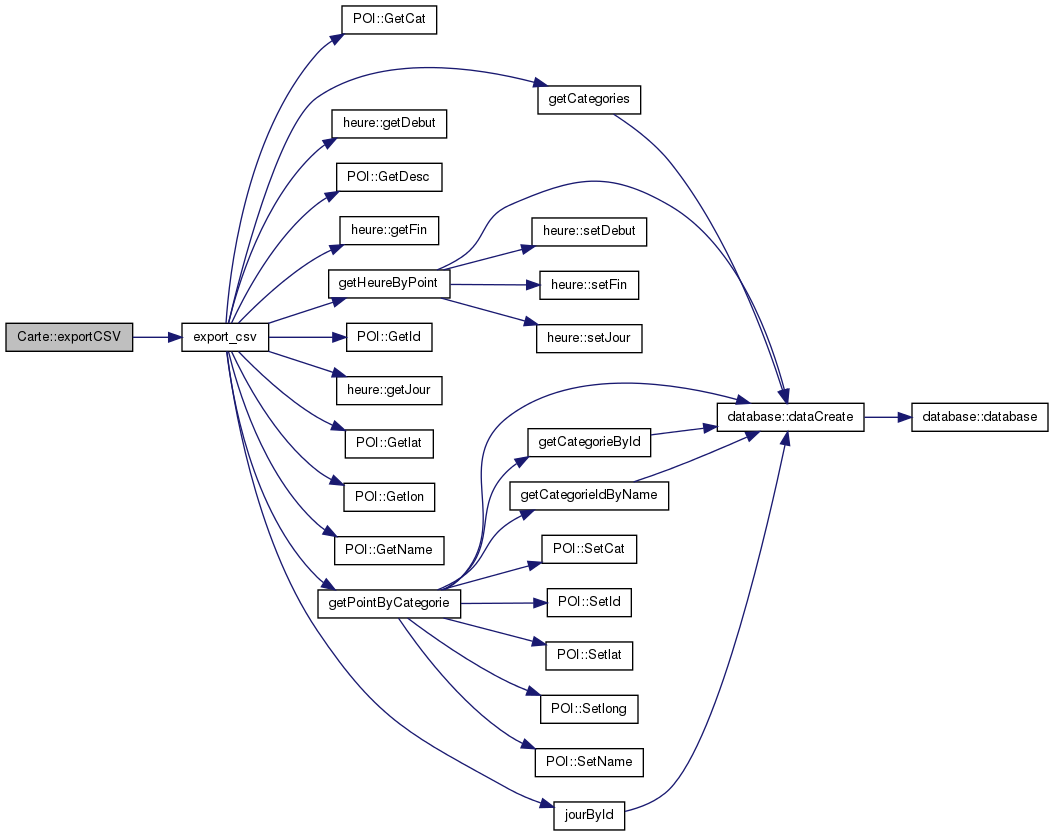 POI::GetCat
getCategories
heure::getDebut
POI::GetDesc
heure::getFin
heure::setDebut
getHeureByPoint
heure::setFin
Carte::exportCSV
export_csv
POI::GetId
heure::setJour
heure::getJour
database::dataCreate
database::database
POI::Getlat
getCategorieById
POI::Getlon
getCategorieIdByName
POI::GetName
POI::SetCat
getPointByCategorie
POI::SetId
POI::Setlat
POI::Setlong
POI::SetName
jourById